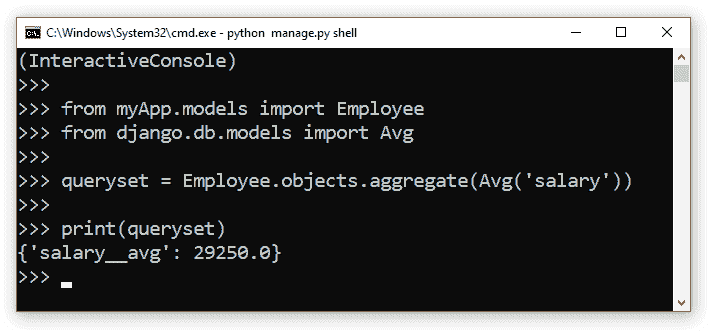 C:\Windows\System32\cmd.exe - python  manage.py shell
(InteractiveConsole)
>>>
>>> from myApp.models import Employee
>>> from django.db.models import Avg
>>>
>>> queryset = Employee.objects.aggregate(Avg('salary'))
>>>
>>> print(queryset)
{'salary__avg': 29250.0}
>>>